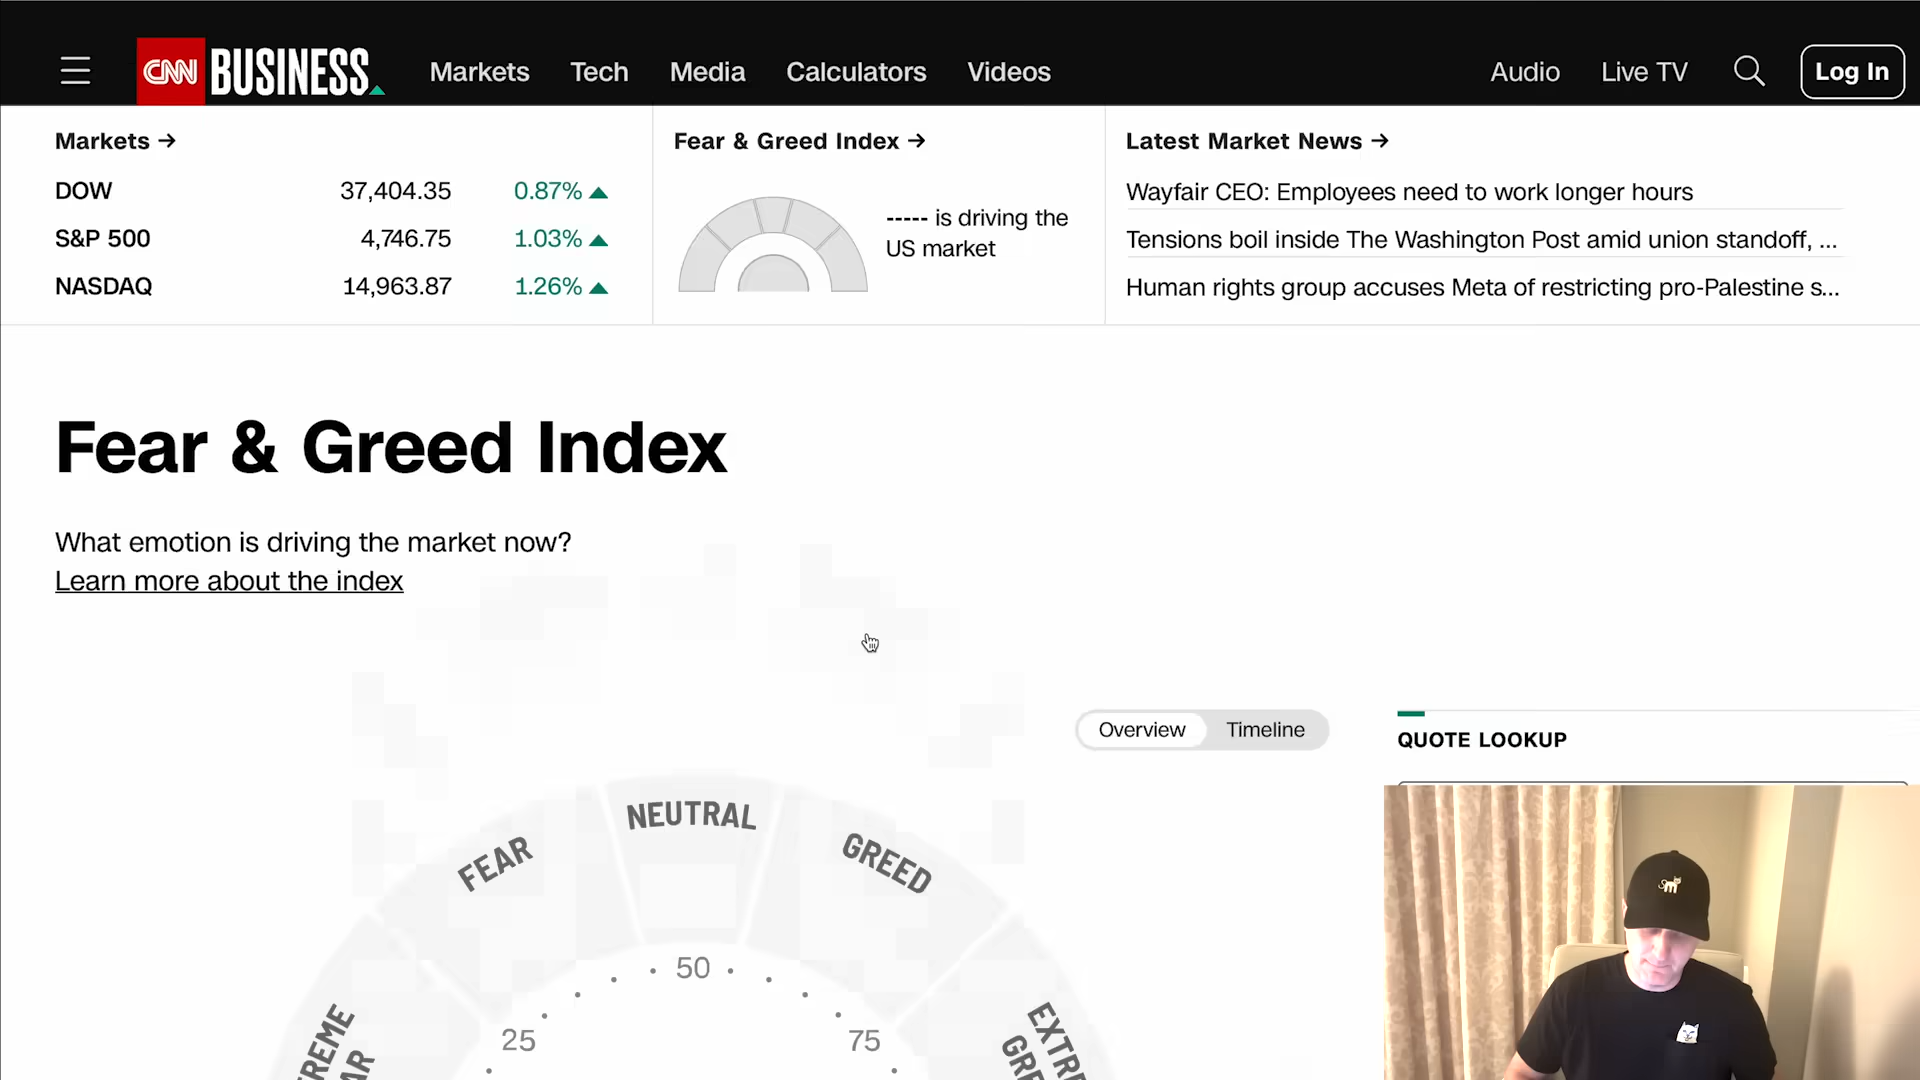 CNN BUSINESS
Markets
Tech
Media
Calculators
Videos
Audio
Live TV
Log In
Markets →
DOW 37,404.35 0.87%
S&P 500 4,746.75 1.03%
NASDAQ 14,963.87 1.26%
Fear & Greed Index →
----- is driving the
US market
Latest Market News →
Wayfair CEO: Employees need to work longer hours
Tensions boil inside The Washington Post amid union standoff, ...
Human rights group accuses Meta of restricting pro-Palestine s...
Fear & Greed Index
What emotion is driving the market now?
Learn more about the index
Overview
Timeline
QUOTE LOOKUP
FEAR
NEUTRAL
GREED
50
25
75